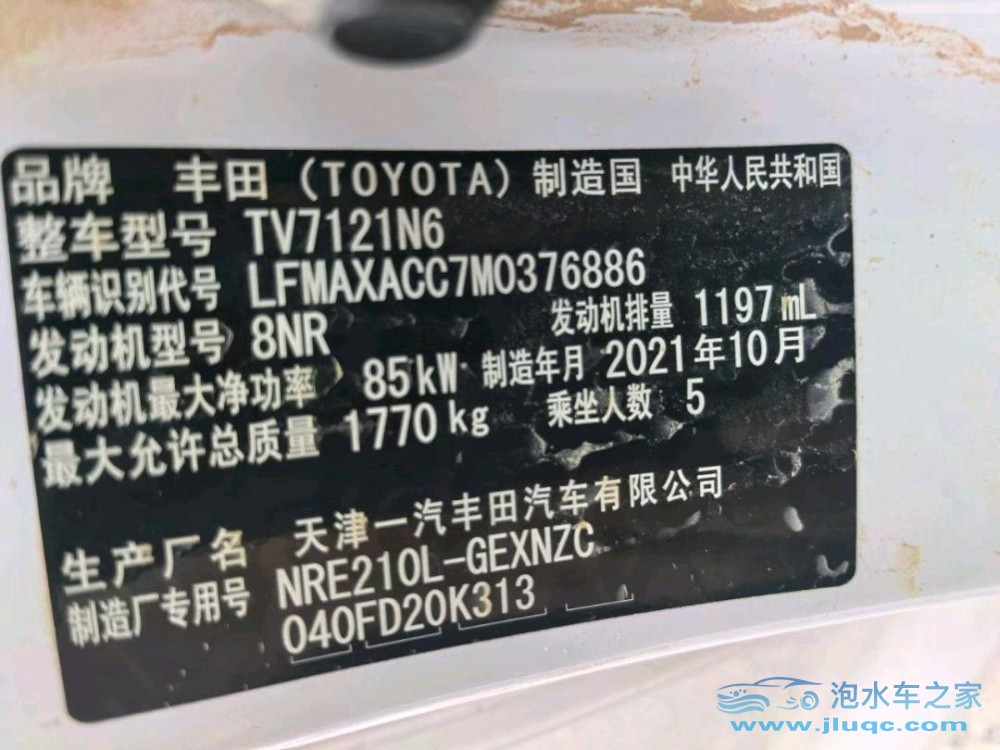 品牌 丰田（TOYOTA）制造国 中华人民共和国
整车型号 TV7121N6
车辆识别代号 LFMAXACC7M0376886
发动机型号 8NR 发动机排量 1197 mL
发动机最大净功率 85kW 制造年月 2021年10月
最大允许总质量 1770 kg 乘坐人数 5
生产厂名 天津一汽丰田汽车有限公司
制造厂专用号 NRE210L-GEXNZC
040FD20K313
泡水车之家
www.jluqc.com